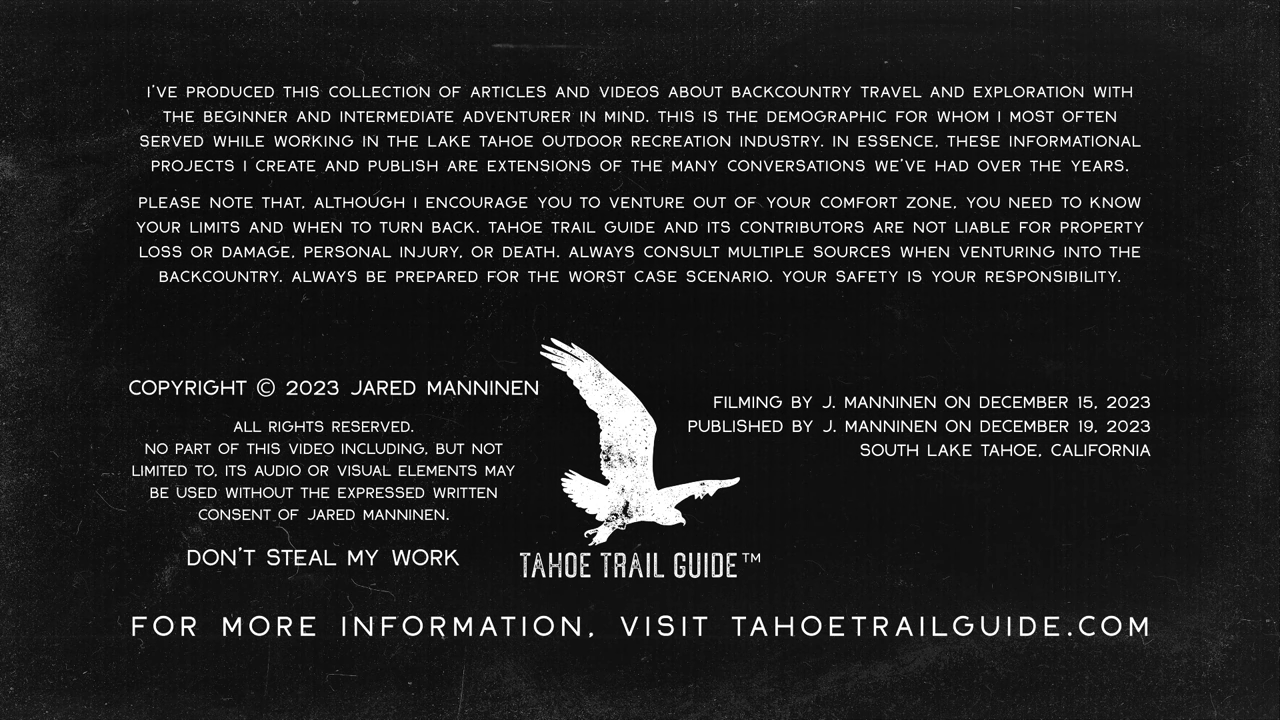 I'VE PRODUCED THIS COLLECTION OF ARTICLES AND VIDEOS ABOUT BACKCOUNTRY TRAVEL AND EXPLORATION WITH
THE BEGINNER AND INTERMEDIATE ADVENTURER IN MIND. THIS IS THE DEMOGRAPHIC FOR WHOM I MOST OFTEN
SERVED WHILE WORKING IN THE LAKE TAHOE OUTDOOR RECREATION INDUSTRY. IN ESSENCE, THESE INFORMATIONAL
PROJECTS I CREATE AND PUBLISH ARE EXTENSIONS OF THE MANY CONVERSATIONS WE'VE HAD OVER THE YEARS.
PLEASE NOTE THAT, ALTHOUGH I ENCOURAGE YOU TO VENTURE OUT OF YOUR COMFORT ZONE, YOU NEED TO KNOW
YOUR LIMITS AND WHEN TO TURN BACK. TAHOE TRAIL GUIDE AND ITS CONTRIBUTORS ARE NOT LIABLE FOR PROPERTY
LOSS OR DAMAGE, PERSONAL INJURY, OR DEATH. ALWAYS CONSULT MULTIPLE SOURCES WHEN VENTURING INTO THE
BACKCOUNTRY. ALWAYS BE PREPARED FOR THE WORST CASE SCENARIO. YOUR SAFETY IS YOUR RESPONSIBILITY.
COPYRIGHT © 2023 JARED MANNINEN
ALL RIGHTS RESERVED.
NO PART OF THIS VIDEO INCLUDING, BUT NOT
LIMITED TO, ITS AUDIO OR VISUAL ELEMENTS MAY
BE USED WITHOUT THE EXPRESSED WRITTEN
CONSENT OF JARED MANNINEN.
DON'T STEAL MY WORK
TAHOE TRAIL GUIDE™
FILMING BY J. MANNINEN ON DECEMBER 15, 2023
PUBLISHED BY J. MANNINEN ON DECEMBER 19, 2023
SOUTH LAKE TAHOE, CALIFORNIA
FOR MORE INFORMATION, VISIT TAHOETRAILGUIDE.COM